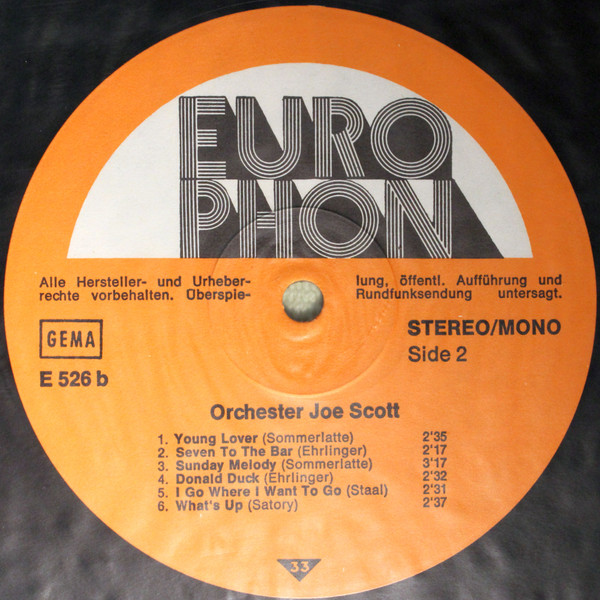 EURO
PHON
Alle Hersteller- und Urheber-
rechte vorbehalten. Überspie-
lung, öffentl. Aufführung und
Rundfunksendung untersagt.
GEMA
E 526 b
STEREO/MONO
Side 2
Orchester Joe Scott
1. Young Lover (Sommerlatte) 2'35
2. Seven To The Bar (Ehrlinger) 2'17
3. Sunday Melody (Sommerlatte) 3'17
4. Donald Duck (Ehrlinger) 2'32
5. I Go Where I Want To Go (Staal) 2'31
6. What's Up (Satory) 2'37
33